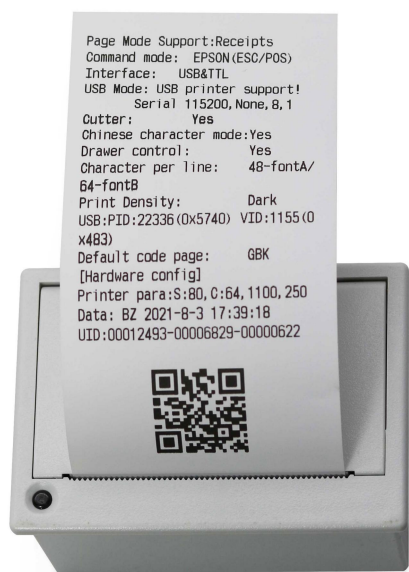 Page Mode Support:Receipts
Command mode: EPSON(ESC/POS)
Interface: USB&TTL
USB Mode: USB printer support!
Serial 115200,None,8,1
Cutter: Yes
Chinese character mode:Yes
Drawer control: Yes
Character per line: 48-fontA/
64-fontB
Print Density: Dark
USB:PID:22336(0x5740) VID:1155(0
x483)
Default code page: GBK
[Hardware config]
Printer para:S:80,C:64,1100,250
Data: BZ 2021-8-3 17:39:18
UID:00012493-00006829-00000622